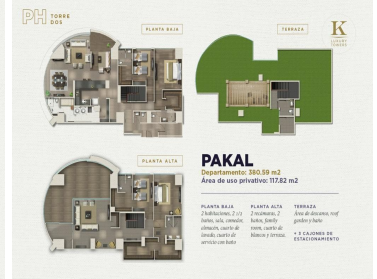 PH TORRE
DOS
PLANTA BAJA
TERRAZA
K
LUXURY
TOWERS
PLANTA ALTA
PAKAL
Departamento: 380.59 m2
Área de uso privativo: 117.82 m2
PLANTA BAJA
2 habitaciones, 2 1/2
baños, sala, comedor,
almacén, cuarto de
lavado, cuarto de
servicio con baño
PLANTA ALTA
2 recámaras, 2
baños, family
room, cuarto de
blancos y terraza.
TERRAZA
Área de descanso, roof
garden y baño
+ 3 CAJONES DE
ESTACIONAMIENTO